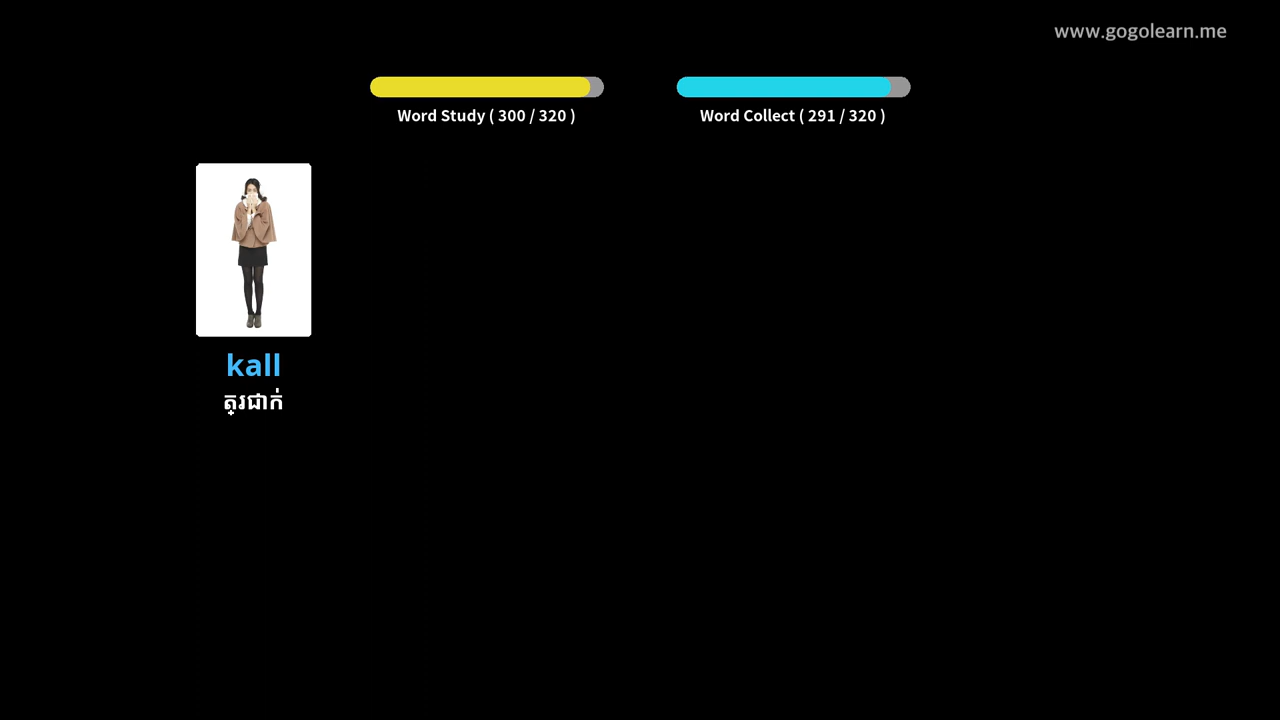 www.gogolearn.me
Word Study ( 300 / 320 )
Word Collect ( 291 / 320 )
kall
ត្រជាក់